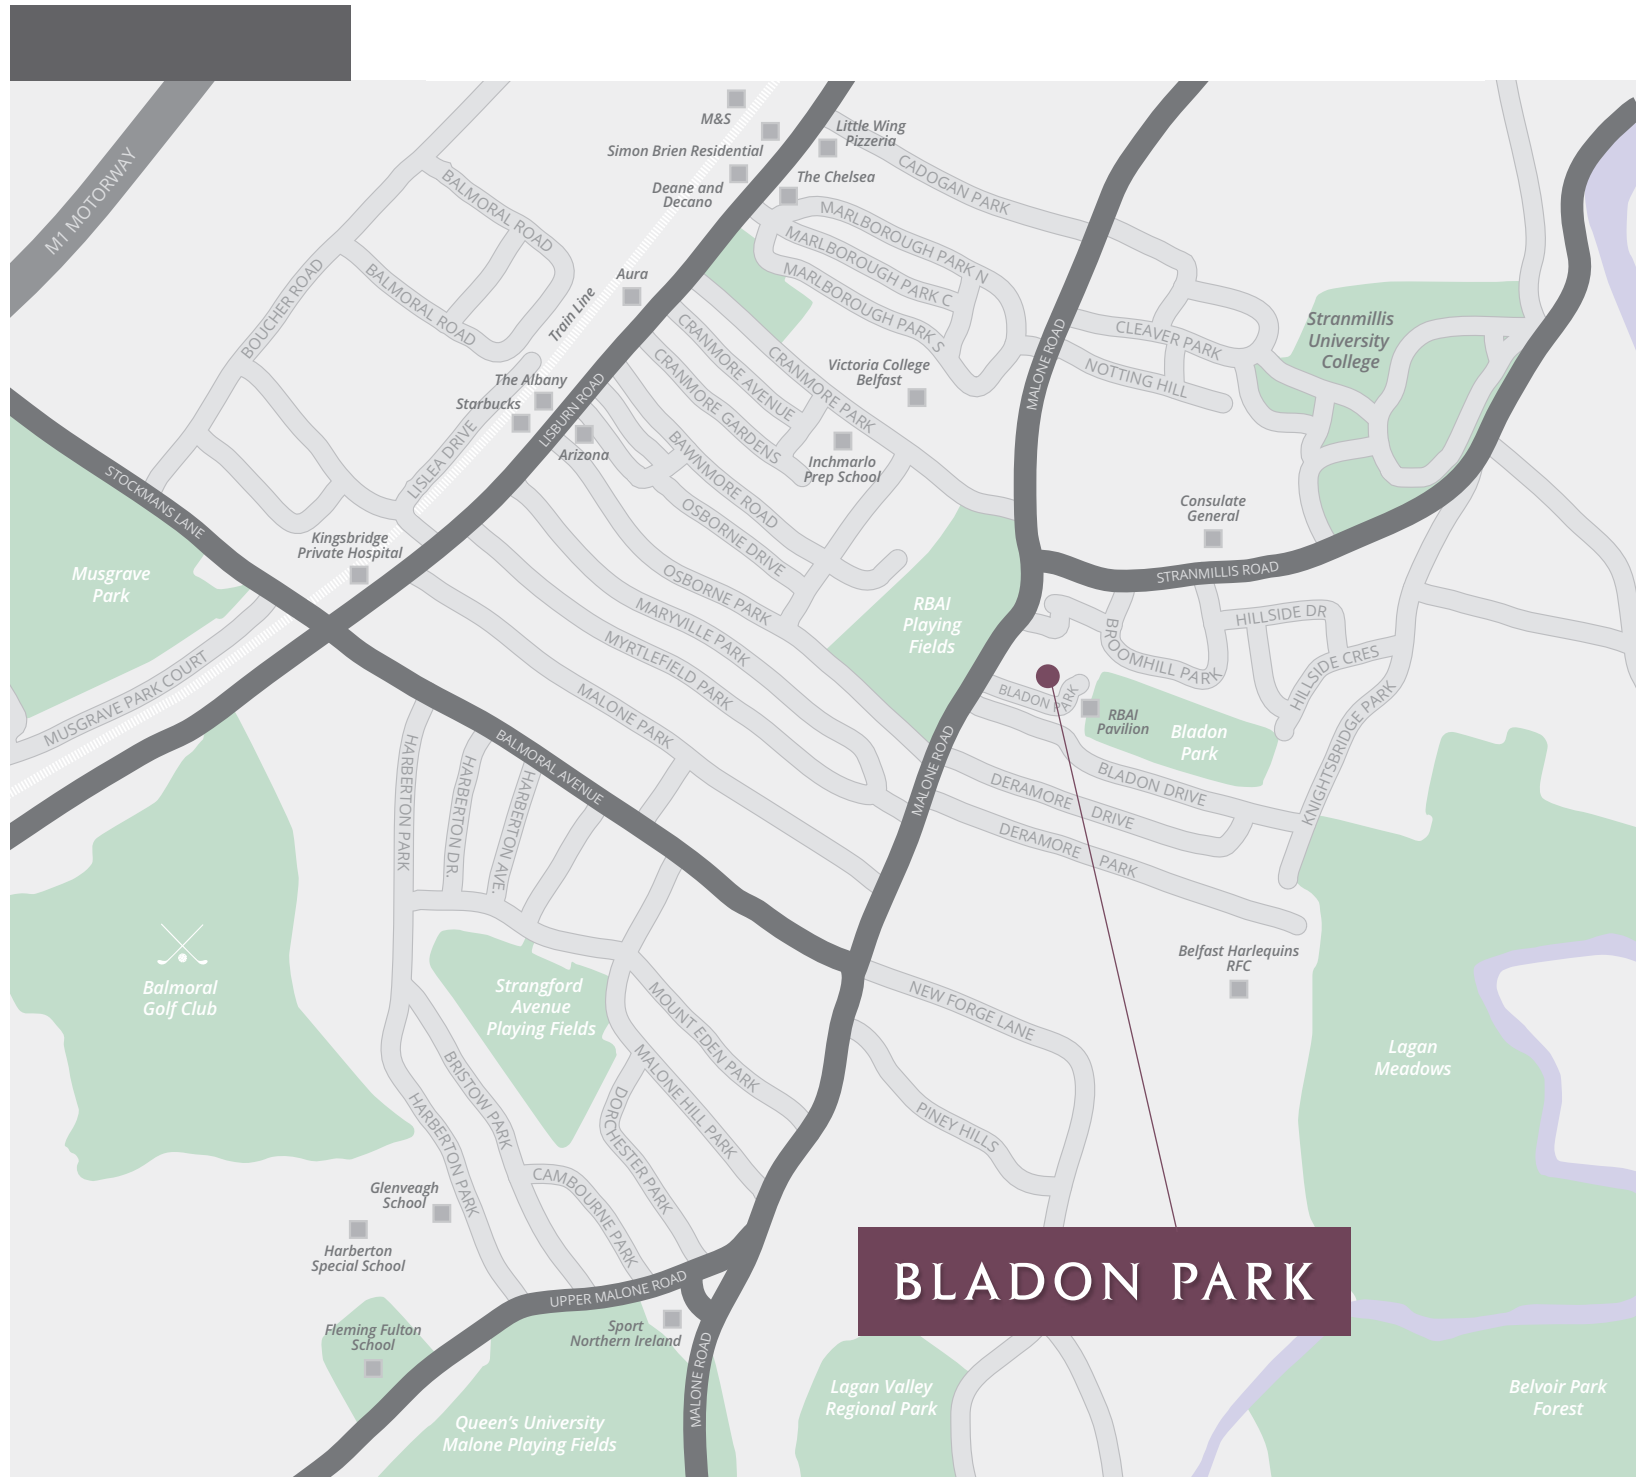 M&S
Little Wing
Pizzeria
Simon Brien Residential
Deane and
Decano
The Chelsea
M1 MOTORWAY
CADOGAN PARK
BALMORAL ROAD
MARLBOROUGH PARK N
MARLBOROUGH PARK C
MARLBOROUGH PARK S
BALMORAL ROAD
BOUCHER ROAD
Aura
Train Line
Stranmillis
University
College
CLEAVER PARK
NOTTING HILL
MALONE ROAD
CRANMORE AVENUE
CRANMORE PARK
CRANMORE GARDENS
Victoria College
Belfast
The Albany
Starbucks
LISBURN ROAD
LISLEA DRIVE
Arizona
Inchmarlo
Prep School
BAWNMORE ROAD
STOCKMANS LANE
OSBORNE DRIVE
Consulate
General
Kingsbridge
Private Hospital
Musgrave
Park
STRANMILLIS ROAD
OSBORNE PARK
MARYVILLE PARK
MYRTLEFIELD PARK
RBAI
Playing
Fields
HILLSIDE DR
BROOMHILL PARK
HILLSIDE CRES
MUSGRAVE PARK COURT
MALONE PARK
BLADON PARK
RBAI
Pavilion
Bladon
Park
KNIGHTSBRIDGE PARK
HARBERTON PARK
HARBERTON DR.
HARBERTON AVE.
BALMORAL AVENUE
MALONE ROAD
BLADON DRIVE
DERAMORE DRIVE
DERAMORE PARK
Balmoral
Golf Club
Strangford
Avenue
Playing Fields
Belfast Harlequins
RFC
NEW FORGE LANE
MOUNT EDEN PARK
Lagan
Meadows
BRISTOW PARK
MALONE HILL PARK
DORCHESTER PARK
PINEY HILLS
HARBERTON PARK
CAMBOURNE PARK
Glenveagh
School
Harberton
Special School
BLADON PARK
UPPER MALONE ROAD
Sport
Northern Ireland
Fleming Fulton
School
MALONE ROAD
Lagan Valley
Regional Park
Belvoir Park
Forest
Queen's University
Malone Playing Fields